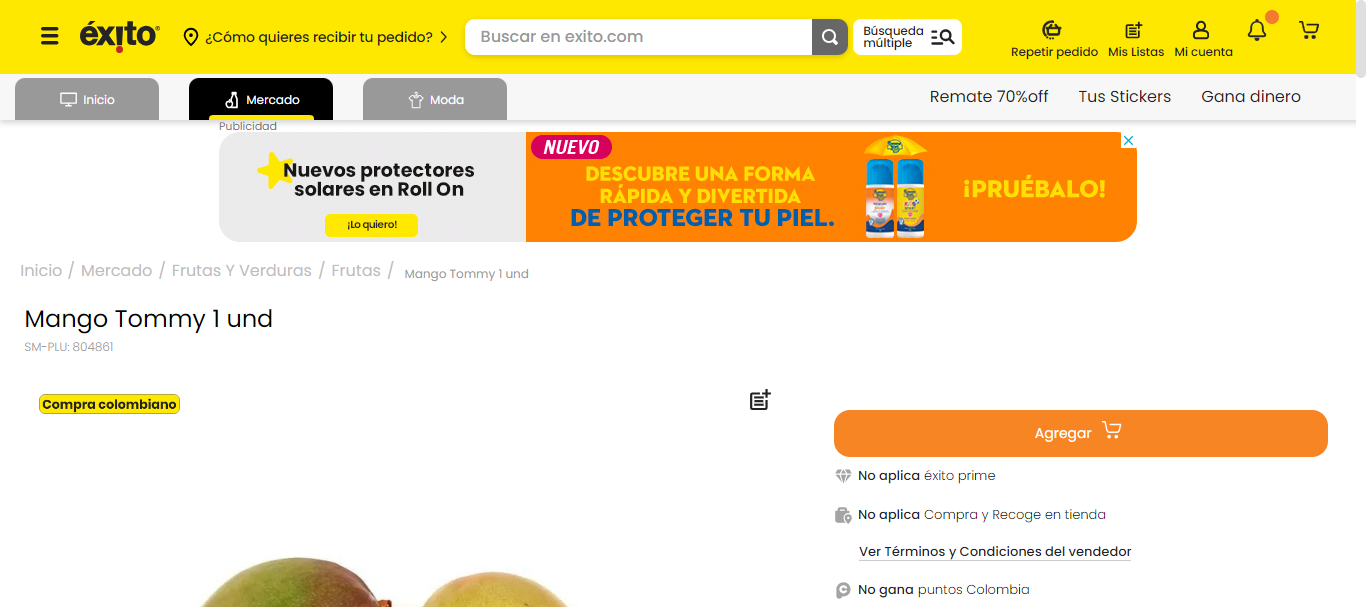 éxito
¿Cómo quieres recibir tu pedido?
Buscar en exito.com
Búsqueda
múltiple
Repetir pedido
Mis Listas
Mi cuenta
Inicio
Mercado
Moda
Remate 70%off
Tus Stickers
Gana dinero
Publicidad
Nuevos protectores
solares en Roll On
¡Lo quiero!
NUEVO
DESCUBRE UNA FORMA
RÁPIDA Y DIVERTIDA
DE PROTEGER TU PIEL.
¡PRUÉBALO!
Inicio / Mercado / Frutas Y Verduras / Frutas / Mango Tommy 1 und
Mango Tommy 1 und
SM-PLU: 804861
Compra colombiano
Agregar
No aplica éxito prime
No aplica Compra y Recoge en tienda
Ver Términos y Condiciones del vendedor
No gana puntos Colombia